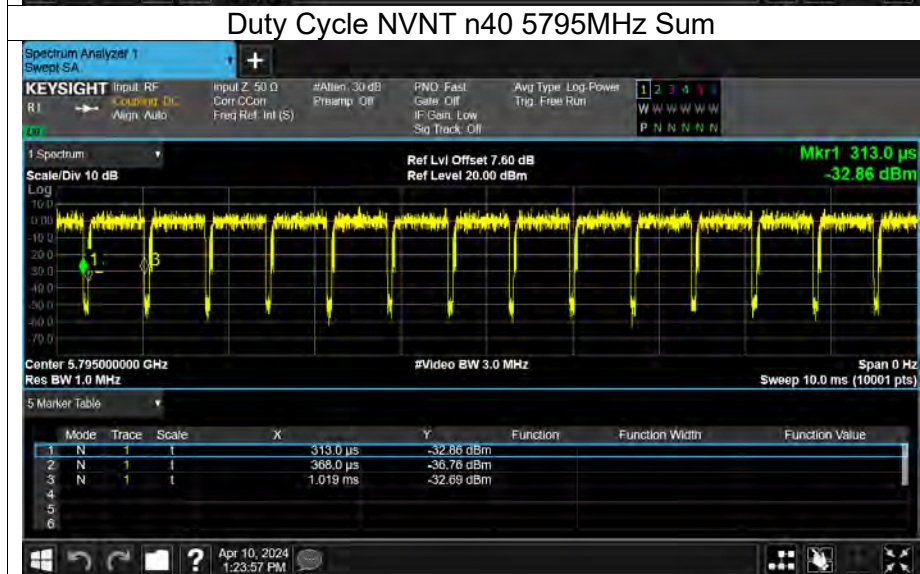 Duty Cycle NVNT n40 5795MHz Sum
Spectrum Analyzer 1
Swept SA
+
KEYSIGHT Input: RF Input Z: 50 Ω #Atten: 30 dB PNO: Fast Avg Type: Log-Power 1 2 3 4 5 6
R L Coupling: DC Corr CCorr Preamp: Off Gate: Off Trig: Free Run W W W W W W
Align: Auto Freq Ref: Int (S) IF Gain: Low
Sig Track: Off P N N N N N
1 Spectrum Ref Lvl Offset 7.60 dB Mkr1 313.0 µs
Scale/Div 10 dB Ref Level 20.00 dBm -32.86 dBm
Log
10.0
0.00
-10.0
-20.0
-30.0
-40.0
-50.0
-60.0
-70.0
1
3
Center 5.795000000 GHz #Video BW 3.0 MHz Span 0 Hz
Res BW 1.0 MHz Sweep 10.0 ms (10001 pts)
5 Marker Table
Mode Trace Scale X Y Function Function Width Function Value
1 N 1 t 313.0 µs -32.86 dBm
2 N 1 t 368.0 µs -36.76 dBm
3 N 1 t 1.019 ms -32.69 dBm
4
5
6
? Apr 10, 2024
1:23:57 PM